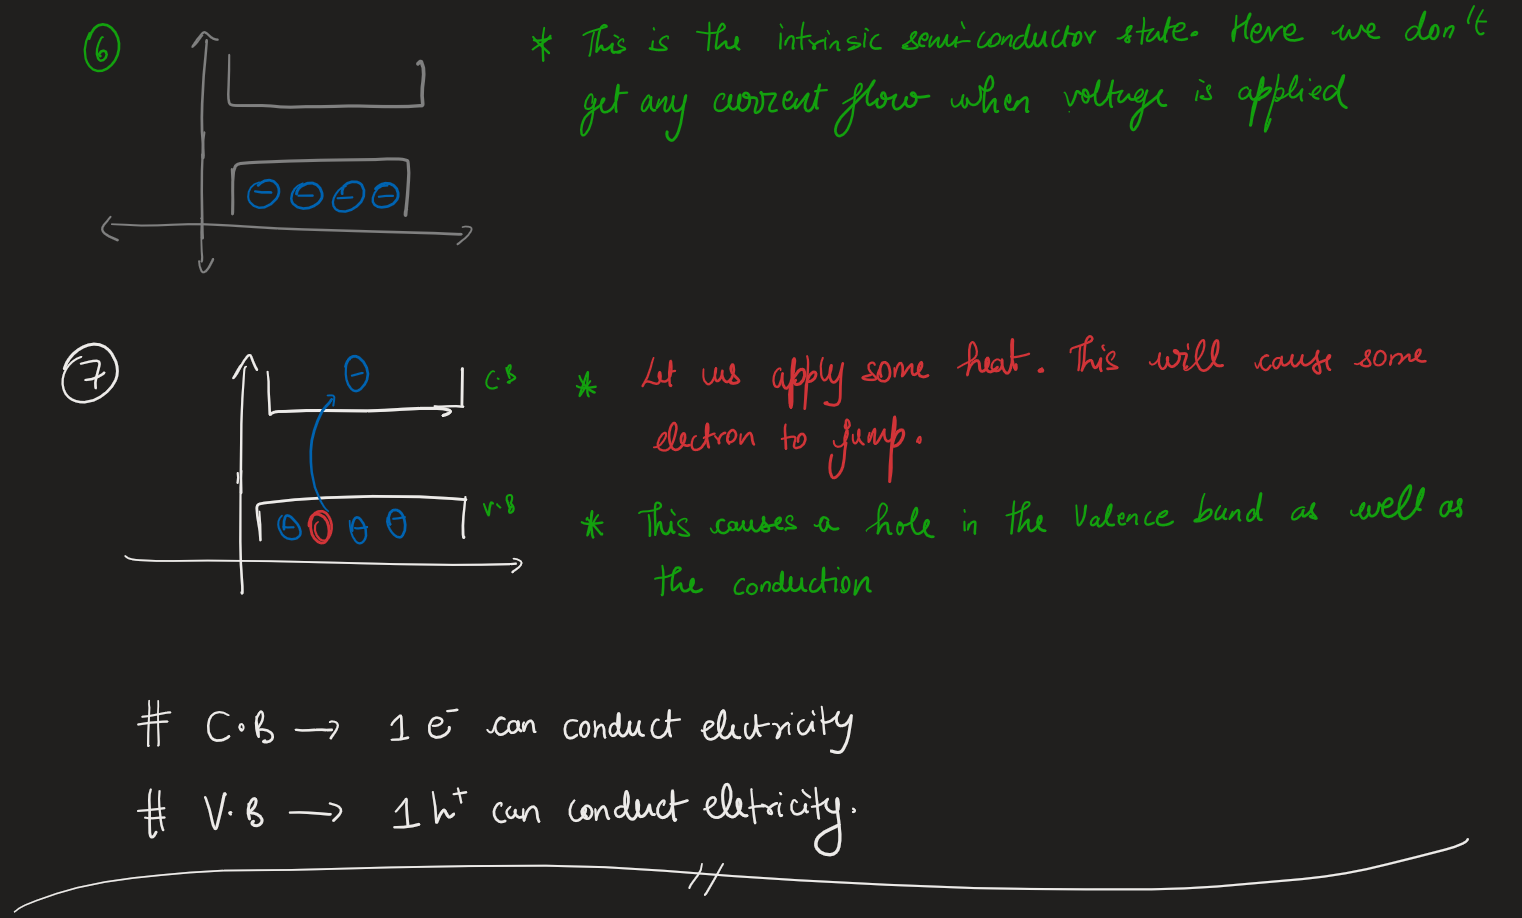 6
* This is the intrinsic semi-conductor state. Here we don't
get any current flow when voltage is applied
7
C.B
* Let us apply some heat. This will cause some
electron to jump.
V.B
* This causes a hole in the valence band as well as
the conduction
# C.B → 1 e⁻ can conduct electricity
# V.B → 1 h⁺ can conduct eletricity.